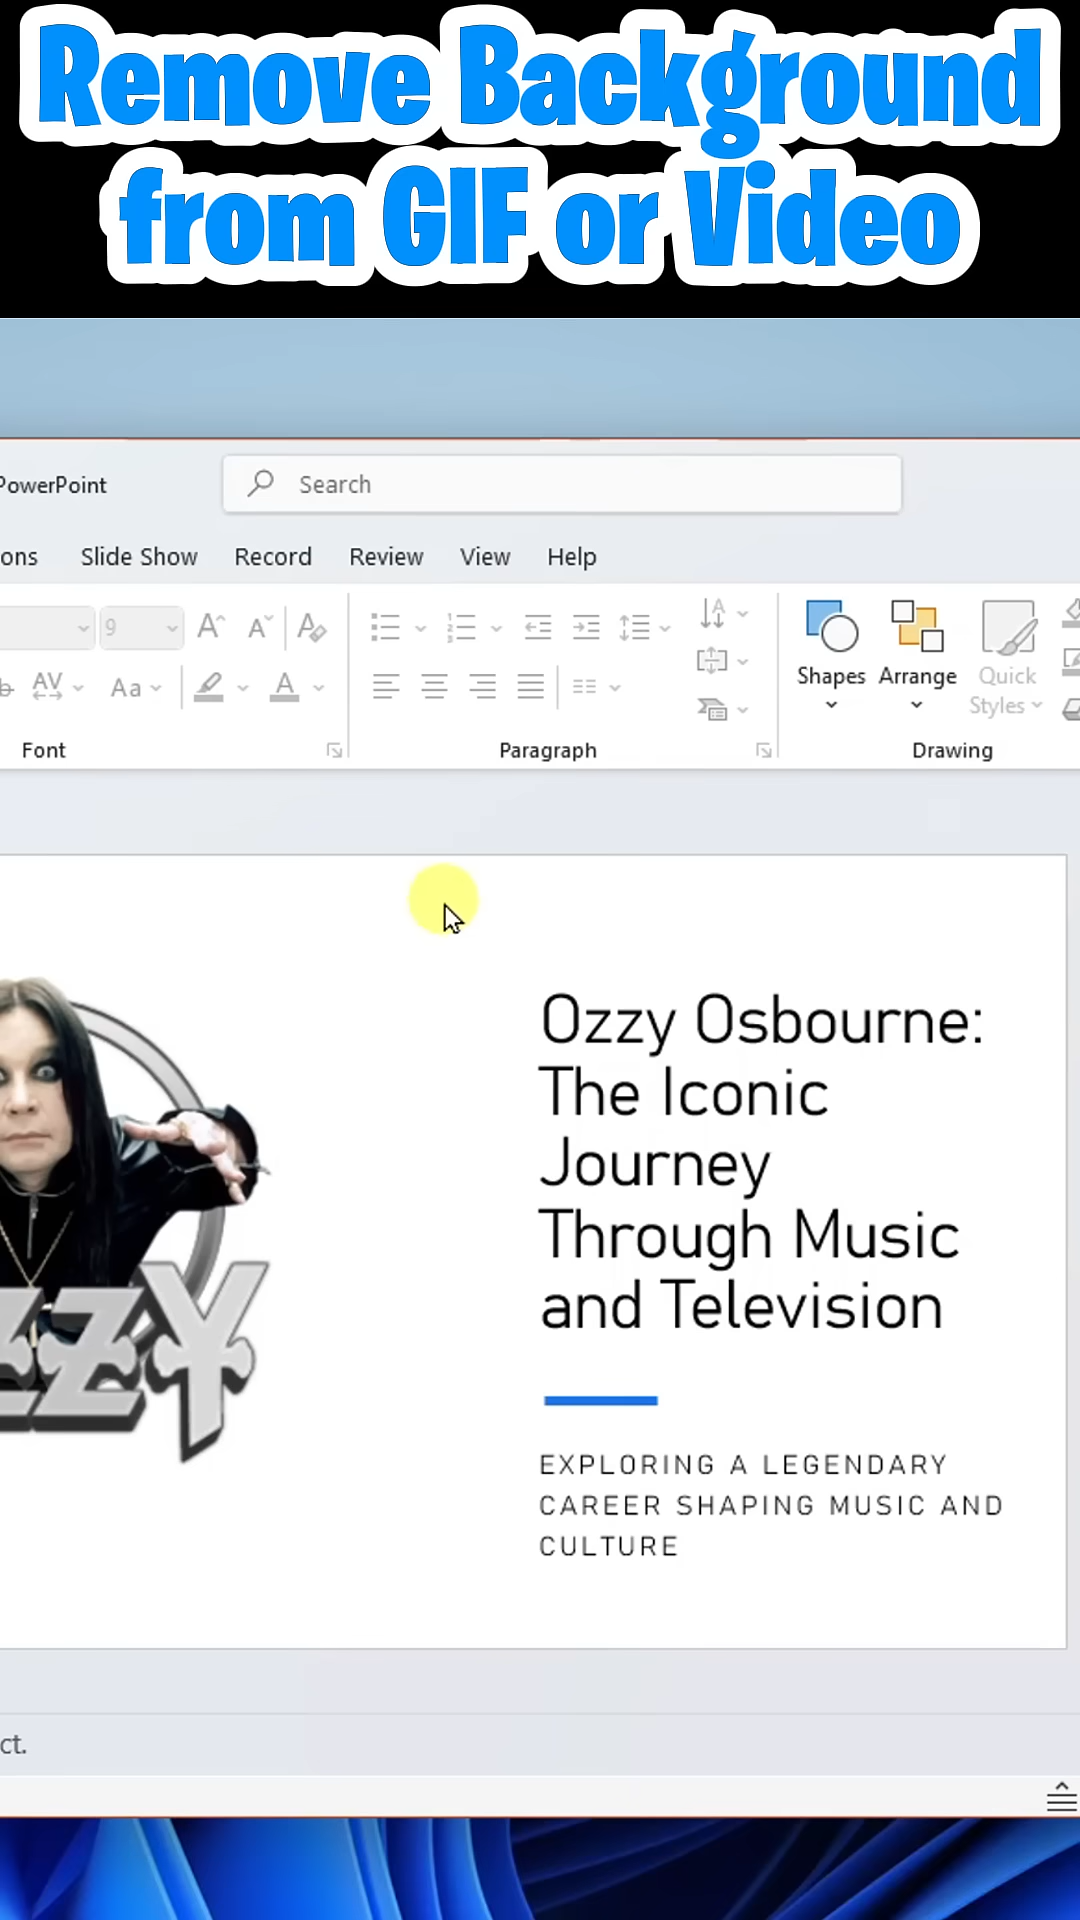 Remove Background
from GIF or Video
PowerPoint
Search
ons
Slide Show
Record
Review
View
Help
9
Aa
Shapes
Arrange
Quick
Styles
Font
Paragraph
Drawing
Ozzy Osbourne:
The Iconic
Journey
Through Music
and Television
zzY
EXPLORING A LEGENDARY
CAREER SHAPING MUSIC AND
CULTURE
ct.